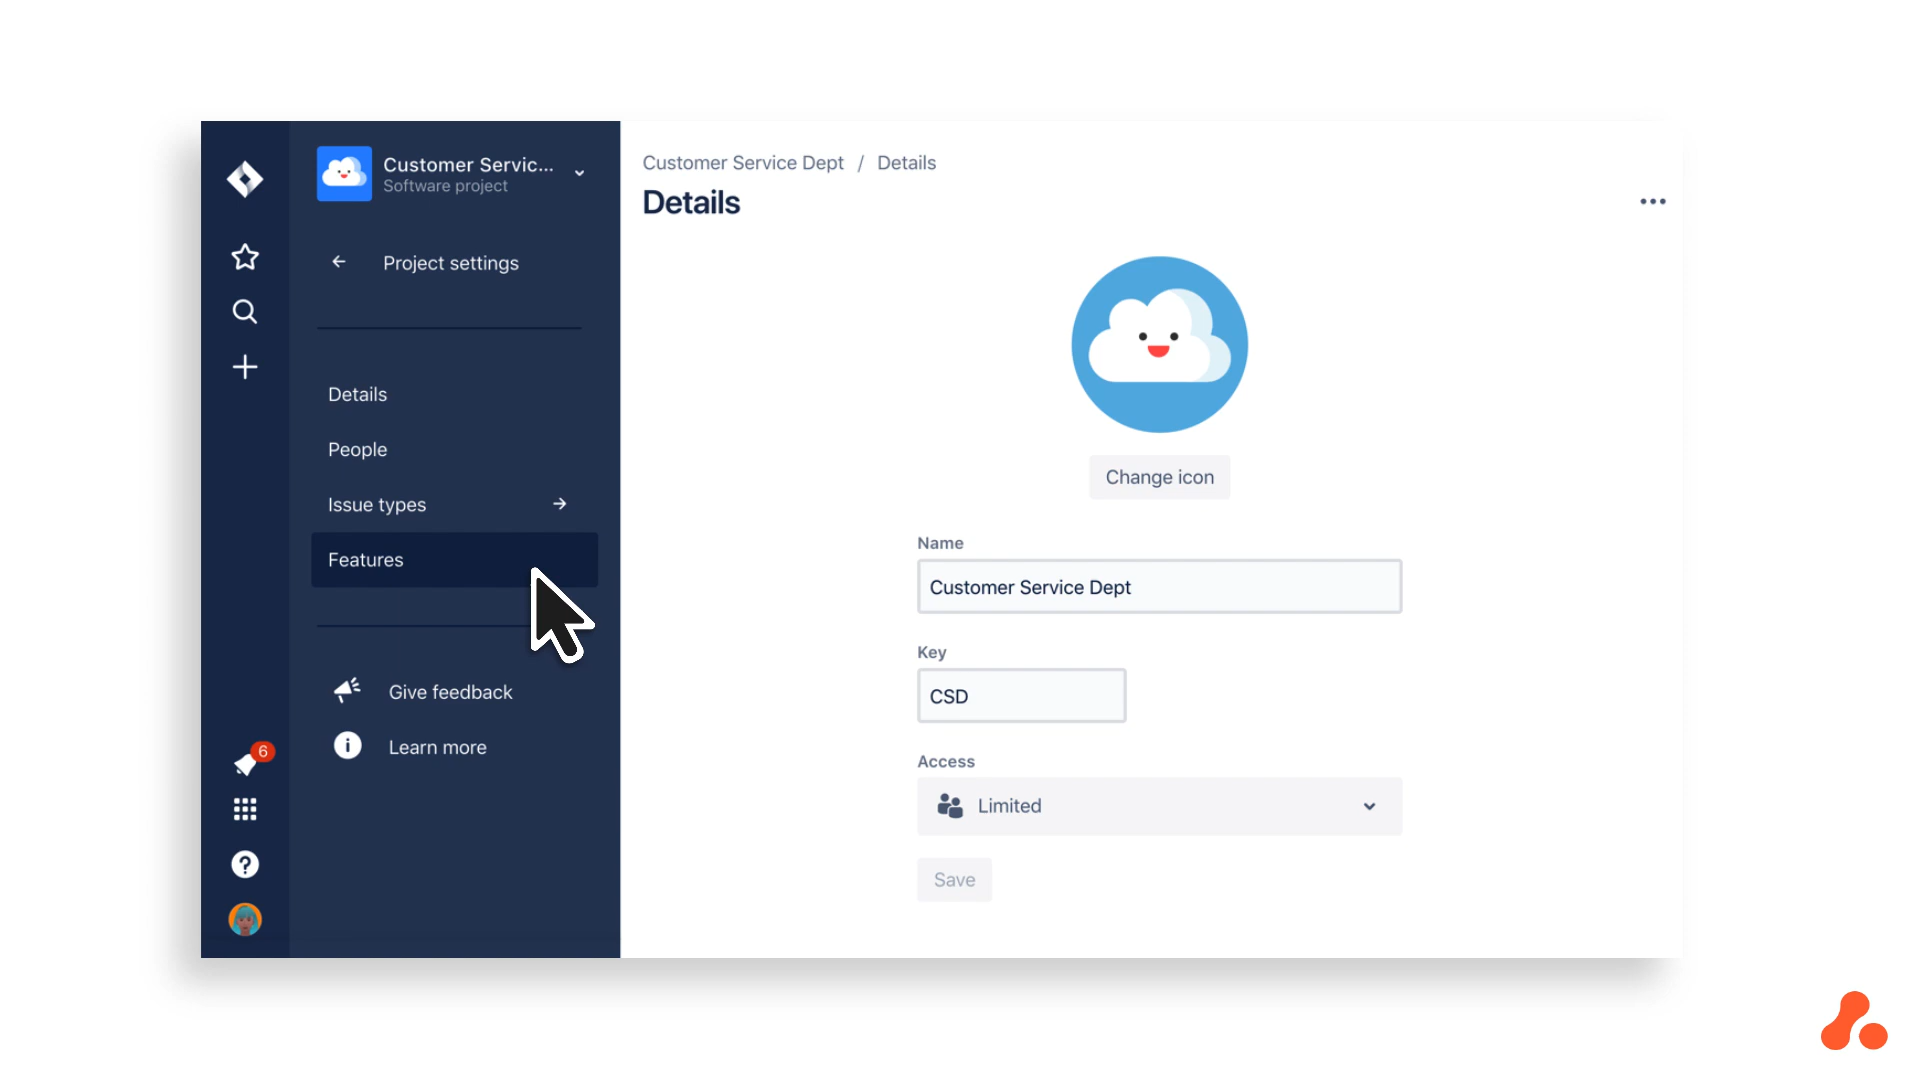 Customer Servic...
Software project
Project settings
Details
People
Issue types
Features
Give feedback
Learn more
6
Customer Service Dept / Details
Details
Change icon
Name
Customer Service Dept
Key
CSD
Access
Limited
Save